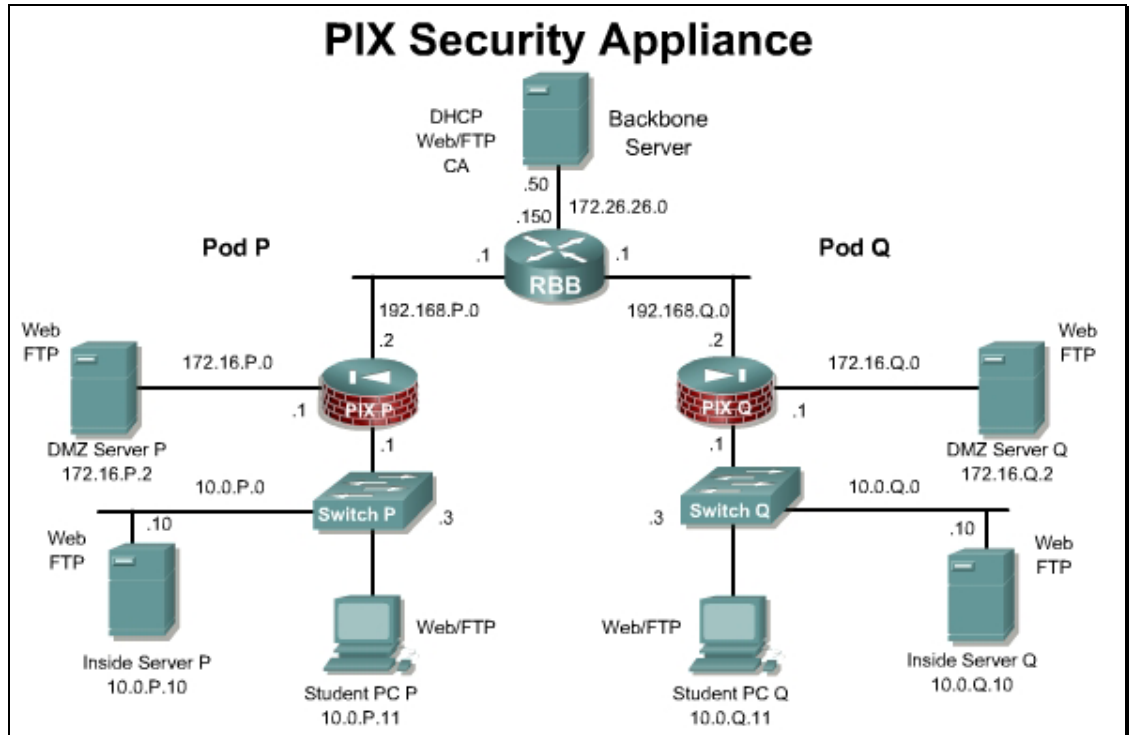 PIX Security Appliance
DHCP
Web/FTP
CA
Backbone
Server
.50
172.26.26.0
.150
Pod P
Pod Q
.1
.1
RBB
192.168.P.0
192.168.Q.0
Web
FTP
.2
.2
Web
FTP
172.16.P.0
172.16.Q.0
PIX P
PIX Q
.1
.1
DMZ Server P
172.16.P.2
.1
.1
DMZ Server Q
172.16.Q.2
10.0.P.0
10.0.Q.0
Switch P
.3
.3
Switch Q
Web
FTP
.10
.10
Web
FTP
Web/FTP
Web/FTP
Inside Server P
10.0.P.10
Student PC P
10.0.P.11
Student PC Q
10.0.Q.11
Inside Server Q
10.0.Q.10